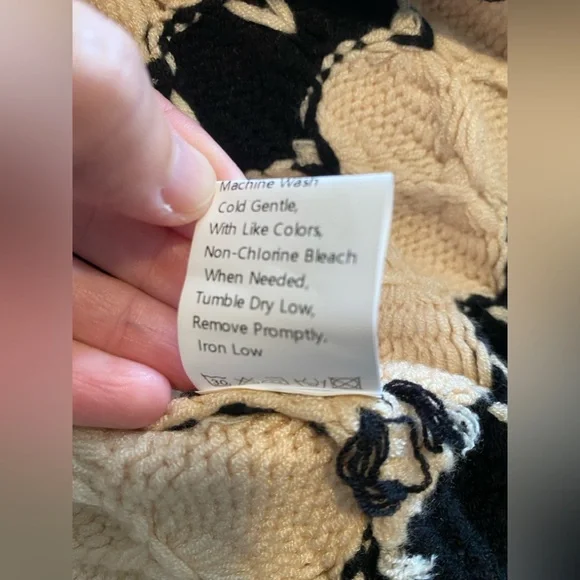 Machine Wash
Cold Gentle,
With Like Colors,
Non-Chlorine Bleach
When Needed,
Tumble Dry Low,
Remove Promptly,
Iron Low
30